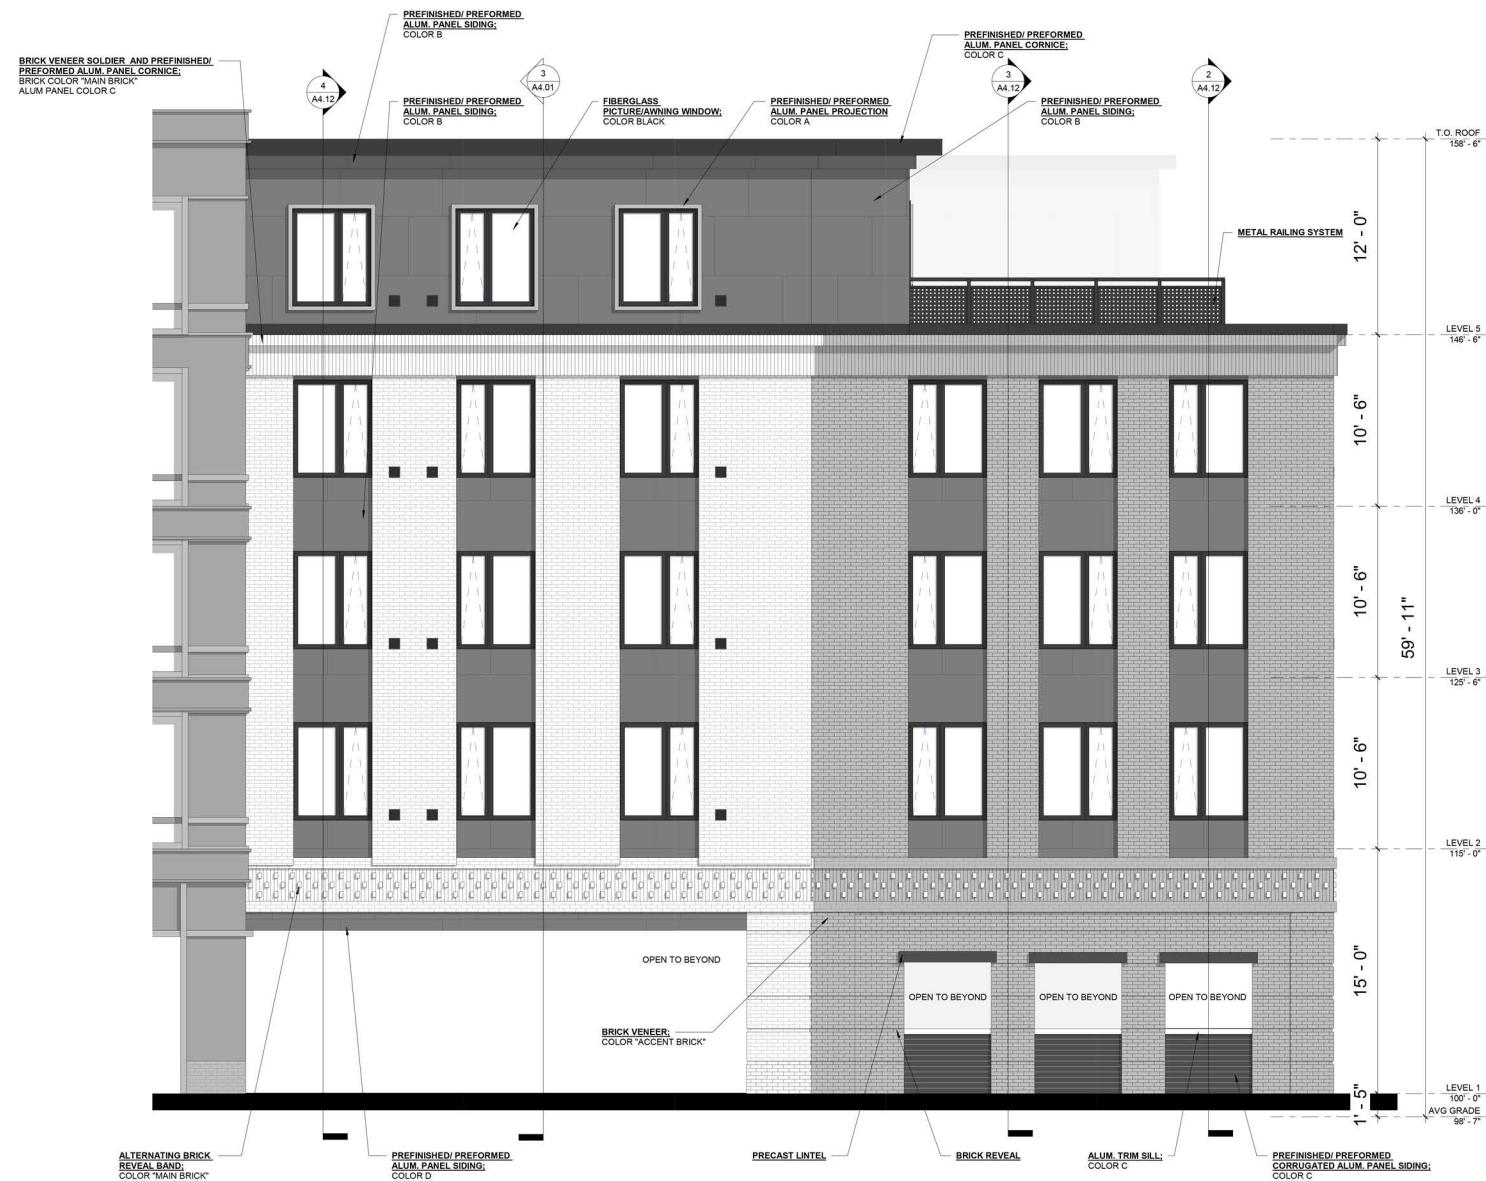 PREFINISHED/ PREFORMED
ALUM. PANEL SIDING;
COLOR B
PREFINISHED/ PREFORMED
ALUM. PANEL CORNICE;
COLOR C
BRICK VENEER SOLDIER AND PREFINISHED/
PREFORMED ALUM. PANEL CORNICE;
BRICK COLOR "MAIN BRICK"
ALUM PANEL COLOR C
4
A4.12
3
A4.01
3
A4.12
2
A4.12
PREFINISHED/ PREFORMED
ALUM. PANEL SIDING;
COLOR B
FIBERGLASS
PICTURE/AWNING WINDOW;
COLOR BLACK
PREFINISHED/ PREFORMED
ALUM. PANEL PROJECTION
COLOR A
PREFINISHED/ PREFORMED
ALUM. PANEL SIDING;
COLOR B
T.O. ROOF
158' - 6"
12' - 0"
METAL RAILING SYSTEM
LEVEL 5
146' - 6"
10' - 6"
LEVEL 4
136' - 0"
10' - 6"
59' - 11"
LEVEL 3
125' - 6"
10' - 6"
LEVEL 2
115' - 0"
15' - 0"
OPEN TO BEYOND
OPEN TO BEYOND
OPEN TO BEYOND
OPEN TO BEYOND
BRICK VENEER;
COLOR "ACCENT BRICK"
LEVEL 1
100' - 0"
1' - 5"
AVG GRADE
98' - 7"
ALTERNATING BRICK
REVEAL BAND;
COLOR "MAIN BRICK"
PREFINISHED/ PREFORMED
ALUM. PANEL SIDING;
COLOR D
PRECAST LINTEL
BRICK REVEAL
ALUM. TRIM SILL;
COLOR C
PREFINISHED/ PREFORMED
CORRUGATED ALUM. PANEL SIDING;
COLOR C